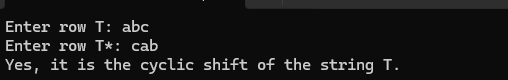 Enter row T: abc
Enter row T*: cab
Yes, it is the cyclic shift of the string T.